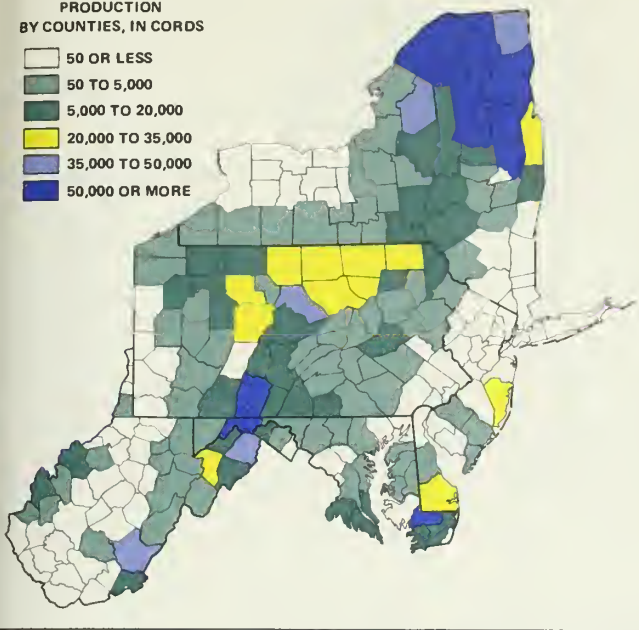 PRODUCTION
BY COUNTIES, IN CORDS
50 OR LESS
50 TO 5,000
5,000 TO 20,000
20,000 TO 35,000
35,000 TO 50,000
50,000 OR MORE